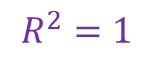 R² = 1